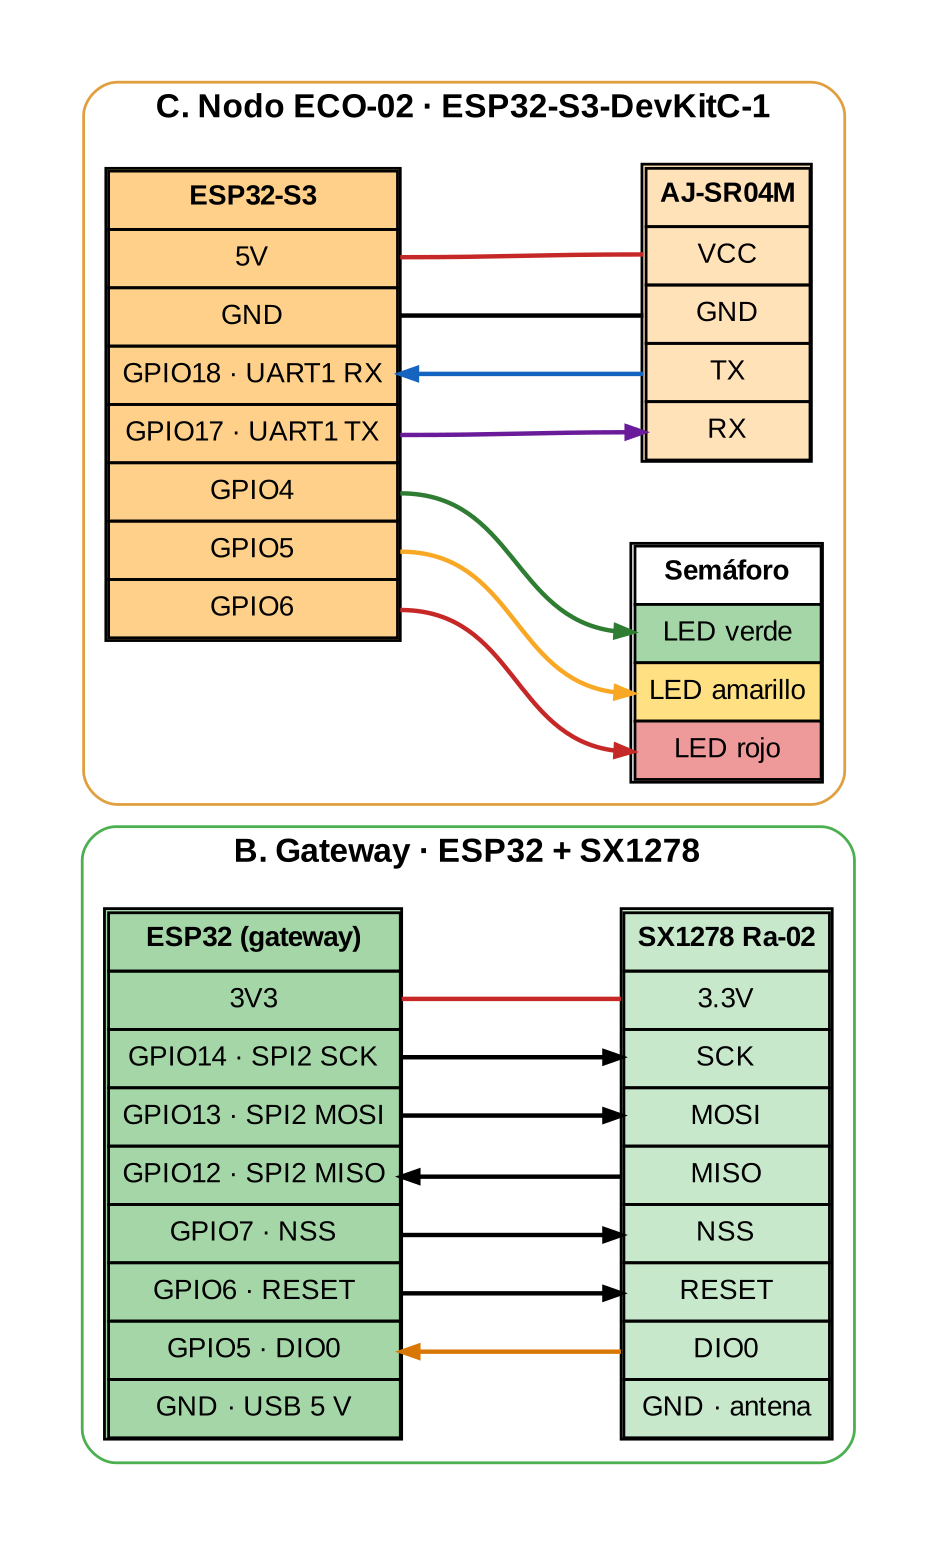 C. Nodo ECO-02 · ESP32-S3-DevKitC-1
ESP32-S3
5V
GND
GPIO18 · UART1 RX
GPIO17 · UART1 TX
GPIO4
GPIO5
GPIO6
AJ-SR04M
VCC
GND
TX
RX
Semáforo
LED verde
LED amarillo
LED rojo
B. Gateway · ESP32 + SX1278
ESP32 (gateway)
3V3
GPIO14 · SPI2 SCK
GPIO13 · SPI2 MOSI
GPIO12 · SPI2 MISO
GPIO7 · NSS
GPIO6 · RESET
GPIO5 · DIO0
GND · USB 5 V
SX1278 Ra-02
3.3V
SCK
MOSI
MISO
NSS
RESET
DIO0
GND · antena